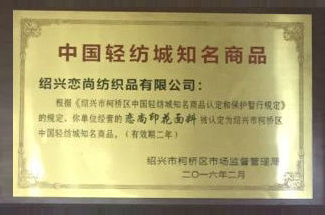 中国轻纺城知名商品
绍兴恋尚纺织品有限公司：
根据《绍兴市柯桥区中国轻纺城知名商品认定和保护暂行规定》
的规定，你单位经营的恋尚印花面料被认定为绍兴市柯桥区
中国轻纺城知名商品。（有效期二年）
绍兴市柯桥区市场监督管理局
二〇一六年二月